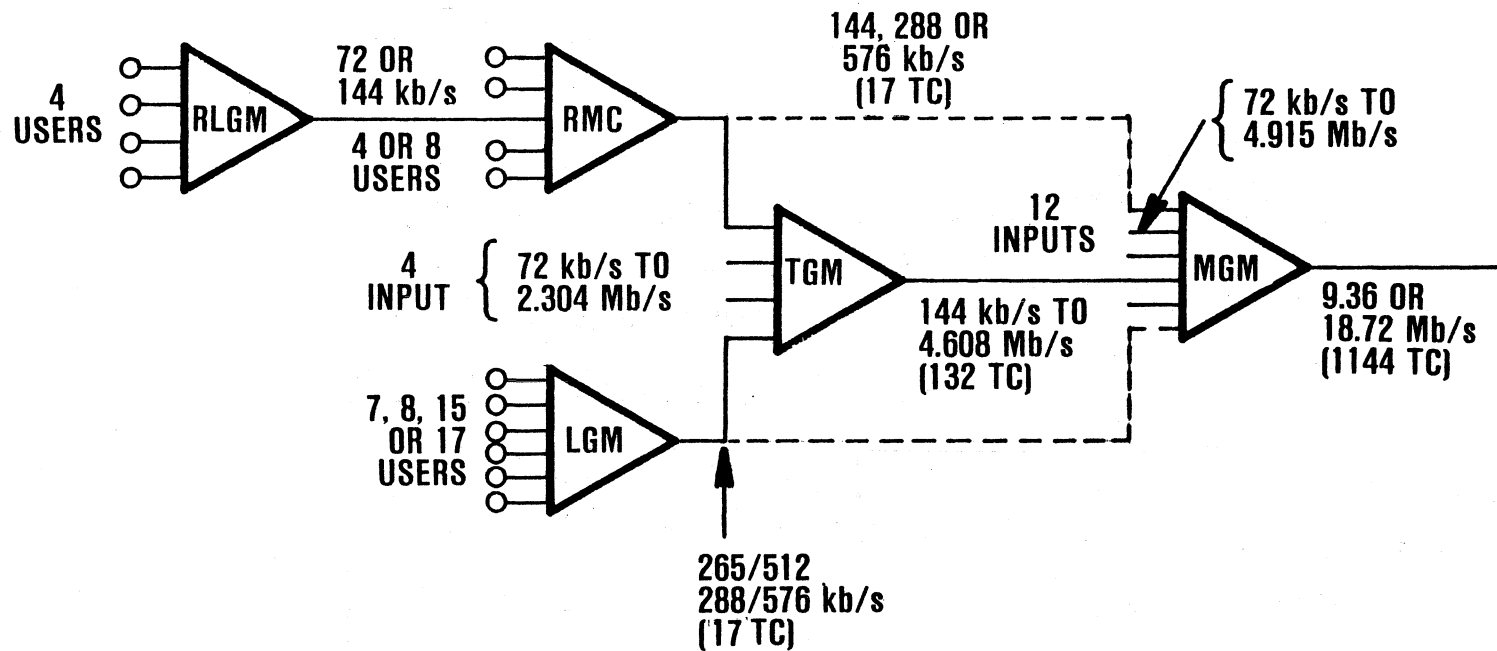 4
USERS
RLGM
72 OR
144 kb/s
4 OR 8
USERS
RMC
144, 288 OR
576 kb/s
(17 TC)
72 kb/s TO
4.915 Mb/s
4
INPUT
72 kb/s TO
2.304 Mb/s
TGM
12
INPUTS
144 kb/s TO
4.608 Mb/s
(132 TC)
MGM
9.36 OR
18.72 Mb/s
(1144 TC)
7, 8, 15
OR 17
USERS
LGM
265/512
288/576 kb/s
(17 TC)